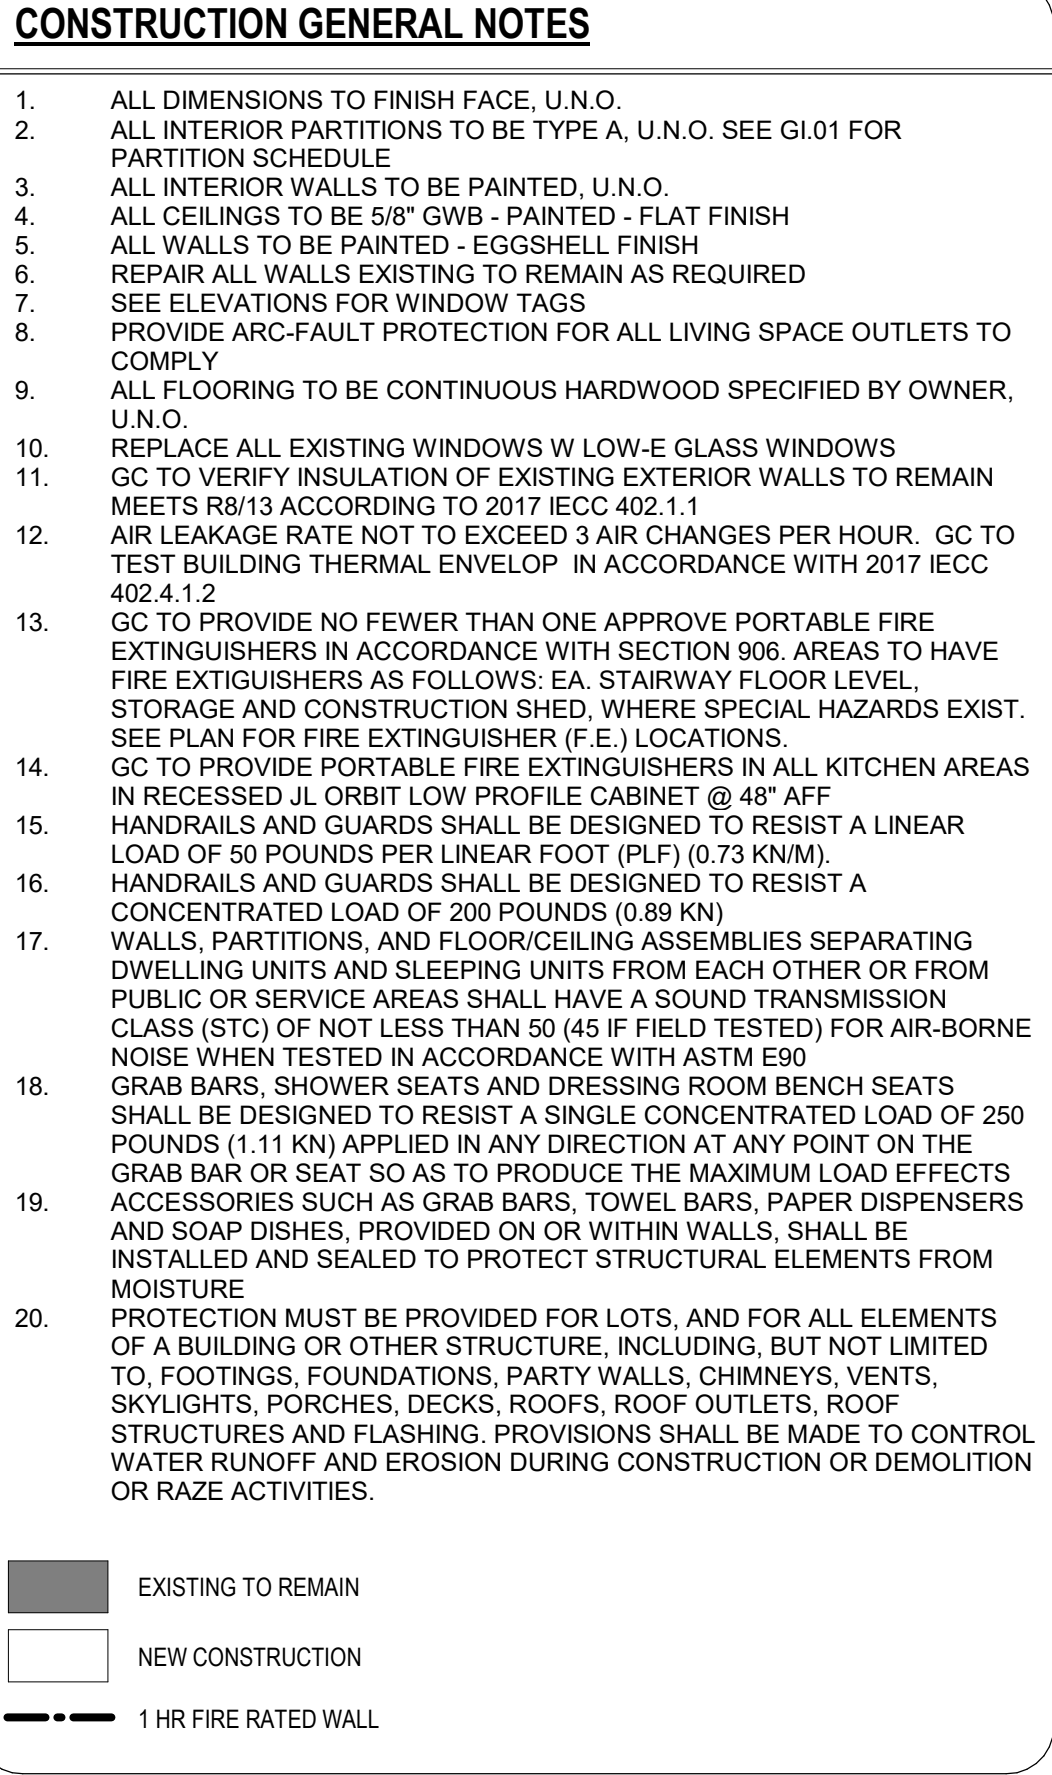 CONSTRUCTION GENERAL NOTES
1. ALL DIMENSIONS TO FINISH FACE, U.N.O.
2. ALL INTERIOR PARTITIONS TO BE TYPE A, U.N.O. SEE GI.01 FOR
PARTITION SCHEDULE
3. ALL INTERIOR WALLS TO BE PAINTED, U.N.O.
4. ALL CEILINGS TO BE 5/8" GWB - PAINTED - FLAT FINISH
5. ALL WALLS TO BE PAINTED - EGGSHELL FINISH
6. REPAIR ALL WALLS EXISTING TO REMAIN AS REQUIRED
7. SEE ELEVATIONS FOR WINDOW TAGS
8. PROVIDE ARC-FAULT PROTECTION FOR ALL LIVING SPACE OUTLETS TO
COMPLY
9. ALL FLOORING TO BE CONTINUOUS HARDWOOD SPECIFIED BY OWNER,
U.N.O.
10. REPLACE ALL EXISTING WINDOWS W LOW-E GLASS WINDOWS
11. GC TO VERIFY INSULATION OF EXISTING EXTERIOR WALLS TO REMAIN
MEETS R8/13 ACCORDING TO 2017 IECC 402.1.1
12. AIR LEAKAGE RATE NOT TO EXCEED 3 AIR CHANGES PER HOUR.  GC TO
TEST BUILDING THERMAL ENVELOP  IN ACCORDANCE WITH 2017 IECC
402.4.1.2
13. GC TO PROVIDE NO FEWER THAN ONE APPROVE PORTABLE FIRE
EXTINGUISHERS IN ACCORDANCE WITH SECTION 906. AREAS TO HAVE
FIRE EXTIGUISHERS AS FOLLOWS: EA. STAIRWAY FLOOR LEVEL,
STORAGE AND CONSTRUCTION SHED, WHERE SPECIAL HAZARDS EXIST.
SEE PLAN FOR FIRE EXTINGUISHER (F.E.) LOCATIONS.
14. GC TO PROVIDE PORTABLE FIRE EXTINGUISHERS IN ALL KITCHEN AREAS
IN RECESSED JL ORBIT LOW PROFILE CABINET @ 48" AFF
15. HANDRAILS AND GUARDS SHALL BE DESIGNED TO RESIST A LINEAR
LOAD OF 50 POUNDS PER LINEAR FOOT (PLF) (0.73 KN/M).
16. HANDRAILS AND GUARDS SHALL BE DESIGNED TO RESIST A
CONCENTRATED LOAD OF 200 POUNDS (0.89 KN)
17. WALLS, PARTITIONS, AND FLOOR/CEILING ASSEMBLIES SEPARATING
DWELLING UNITS AND SLEEPING UNITS FROM EACH OTHER OR FROM
PUBLIC OR SERVICE AREAS SHALL HAVE A SOUND TRANSMISSION
CLASS (STC) OF NOT LESS THAN 50 (45 IF FIELD TESTED) FOR AIR-BORNE
NOISE WHEN TESTED IN ACCORDANCE WITH ASTM E90
18. GRAB BARS, SHOWER SEATS AND DRESSING ROOM BENCH SEATS
SHALL BE DESIGNED TO RESIST A SINGLE CONCENTRATED LOAD OF 250
POUNDS (1.11 KN) APPLIED IN ANY DIRECTION AT ANY POINT ON THE
GRAB BAR OR SEAT SO AS TO PRODUCE THE MAXIMUM LOAD EFFECTS
19. ACCESSORIES SUCH AS GRAB BARS, TOWEL BARS, PAPER DISPENSERS
AND SOAP DISHES, PROVIDED ON OR WITHIN WALLS, SHALL BE
INSTALLED AND SEALED TO PROTECT STRUCTURAL ELEMENTS FROM
MOISTURE
20. PROTECTION MUST BE PROVIDED FOR LOTS, AND FOR ALL ELEMENTS
OF A BUILDING OR OTHER STRUCTURE, INCLUDING, BUT NOT LIMITED
TO, FOOTINGS, FOUNDATIONS, PARTY WALLS, CHIMNEYS, VENTS,
SKYLIGHTS, PORCHES, DECKS, ROOFS, ROOF OUTLETS, ROOF
STRUCTURES AND FLASHING. PROVISIONS SHALL BE MADE TO CONTROL
WATER RUNOFF AND EROSION DURING CONSTRUCTION OR DEMOLITION
OR RAZE ACTIVITIES.
EXISTING TO REMAIN
NEW CONSTRUCTION
1 HR FIRE RATED WALL